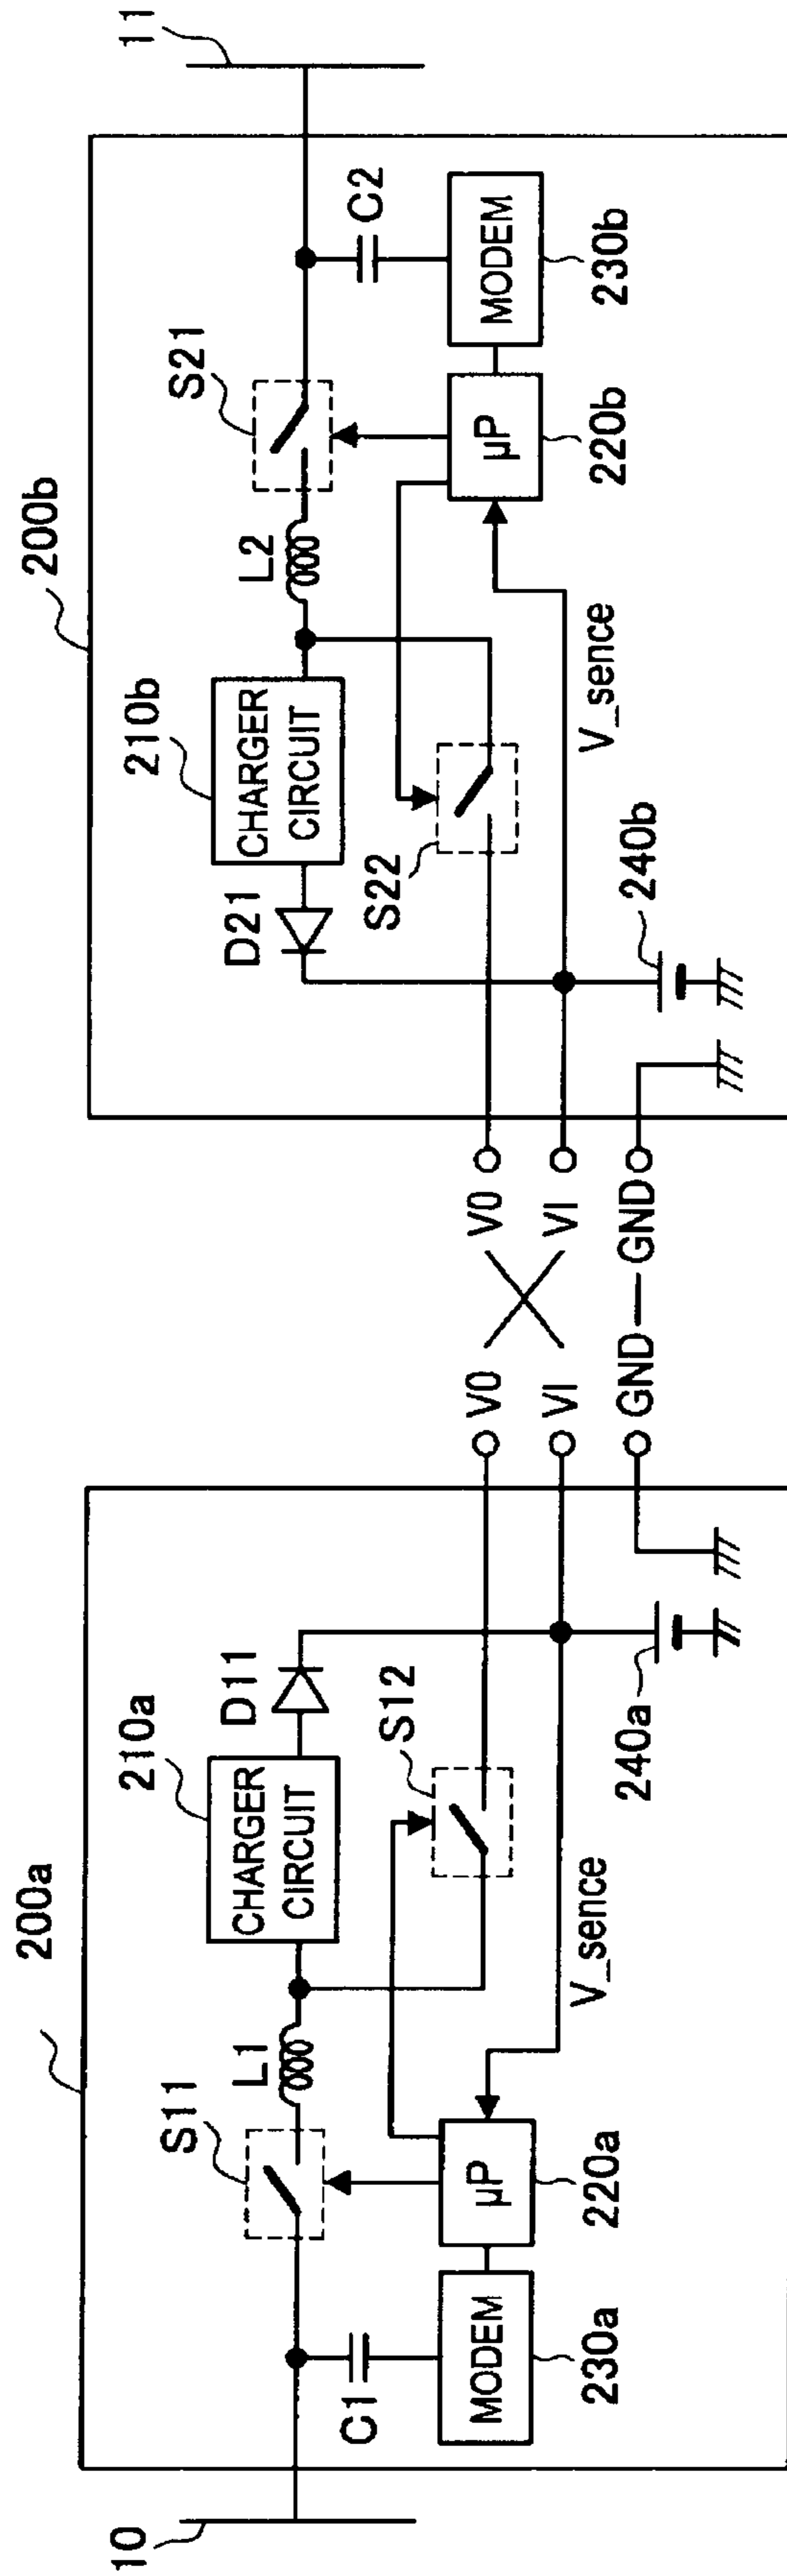 200a
200b
10
11
S11
L1
210a
CHARGER
CIRCUIT
D11
S12
C1
MODEM
230a
µP
220a
V_sence
240a
V0
V0
VI
VI
GND
GND
D21
210b
CHARGER
CIRCUIT
L2
S21
S22
C2
240b
V_sence
µP
220b
MODEM
230b